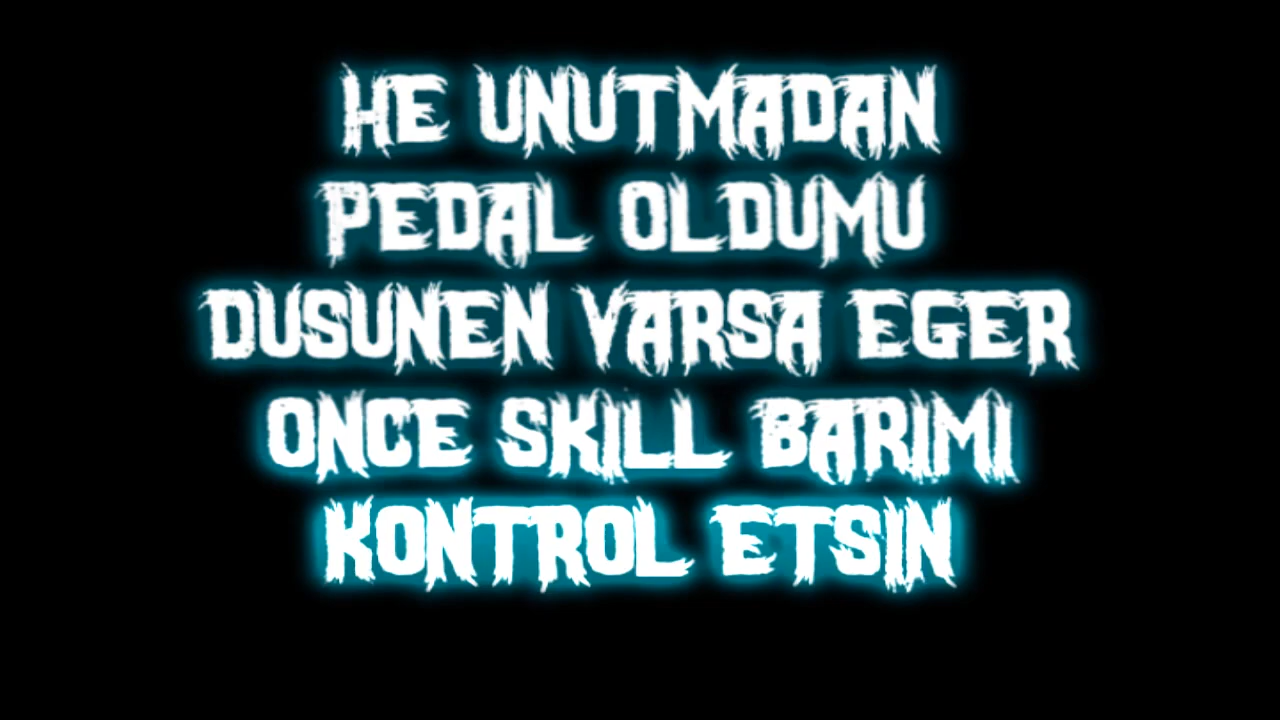 HE UNUTMADAN
PEDAL OLDUMU
DUSUNEN VARSA EGER
ONCE SKILL BARIMI
KONTROL ETSIN